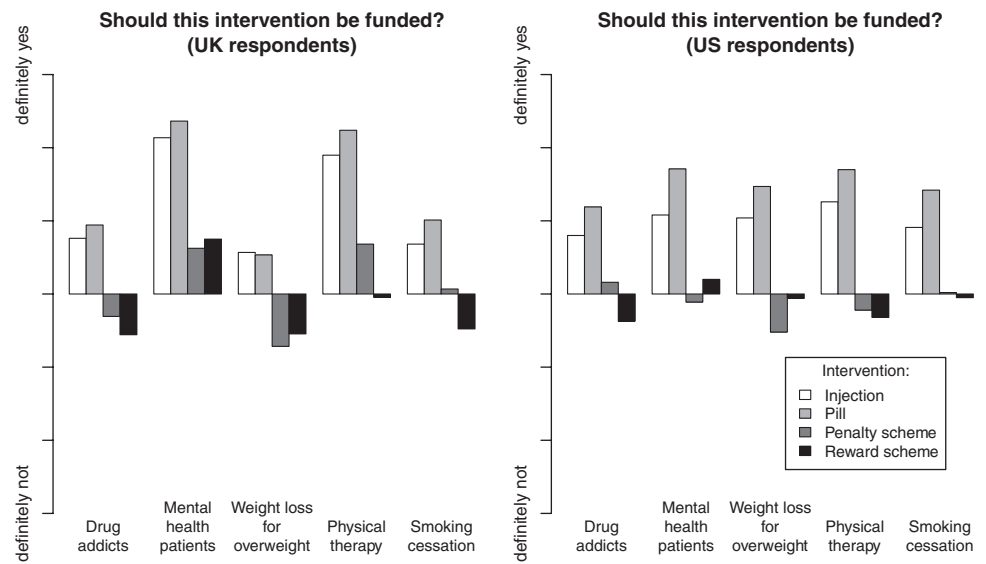 Should this intervention be funded?
(UK respondents)
definitely yes
definitely not
Drug
addicts
Mental
health
patients
Weight loss
for
overweight
Physical
therapy
Smoking
cessation
Should this intervention be funded?
(US respondents)
definitely yes
definitely not
Intervention:
Injection
Pill
Penalty scheme
Reward scheme
Drug
addicts
Mental
health
patients
Weight loss
for
overweight
Physical
therapy
Smoking
cessation